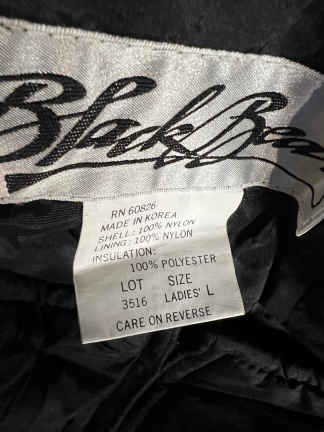 Black Bear
RN 60826
MADE IN KOREA
SHELL: 100% NYLON
LINING: 100% NYLON
INSULATION:
100% POLYESTER
LOT SIZE
3516 LADIES' L
CARE ON REVERSE